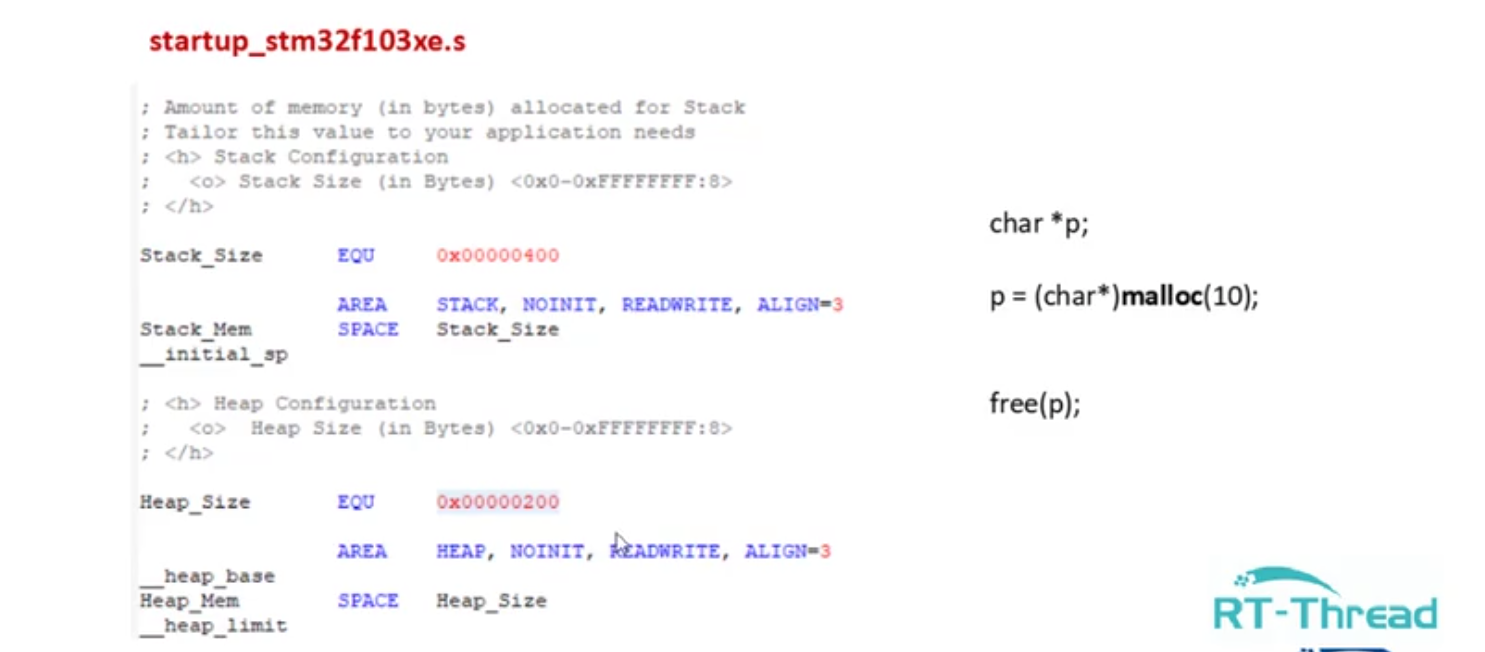 startup_stm32f103xe.s
; Amount of memory (in bytes) allocated for Stack
; Tailor this value to your application needs
; <h> Stack Configuration
;   <o> Stack Size (in Bytes) <0x0-0xFFFFFFFF:8>
; </h>
Stack_Size      EQU     0x00000400
                AREA    STACK, NOINIT, READWRITE, ALIGN=3
Stack_Mem       SPACE   Stack_Size
__initial_sp
; <h> Heap Configuration
;   <o>  Heap Size (in Bytes) <0x0-0xFFFFFFFF:8>
; </h>
Heap_Size       EQU     0x00000200
                AREA    HEAP, NOINIT, READWRITE, ALIGN=3
__heap_base
Heap_Mem        SPACE   Heap_Size
__heap_limit
char *p;
p = (char*)malloc(10);
free(p);
RT-Thread